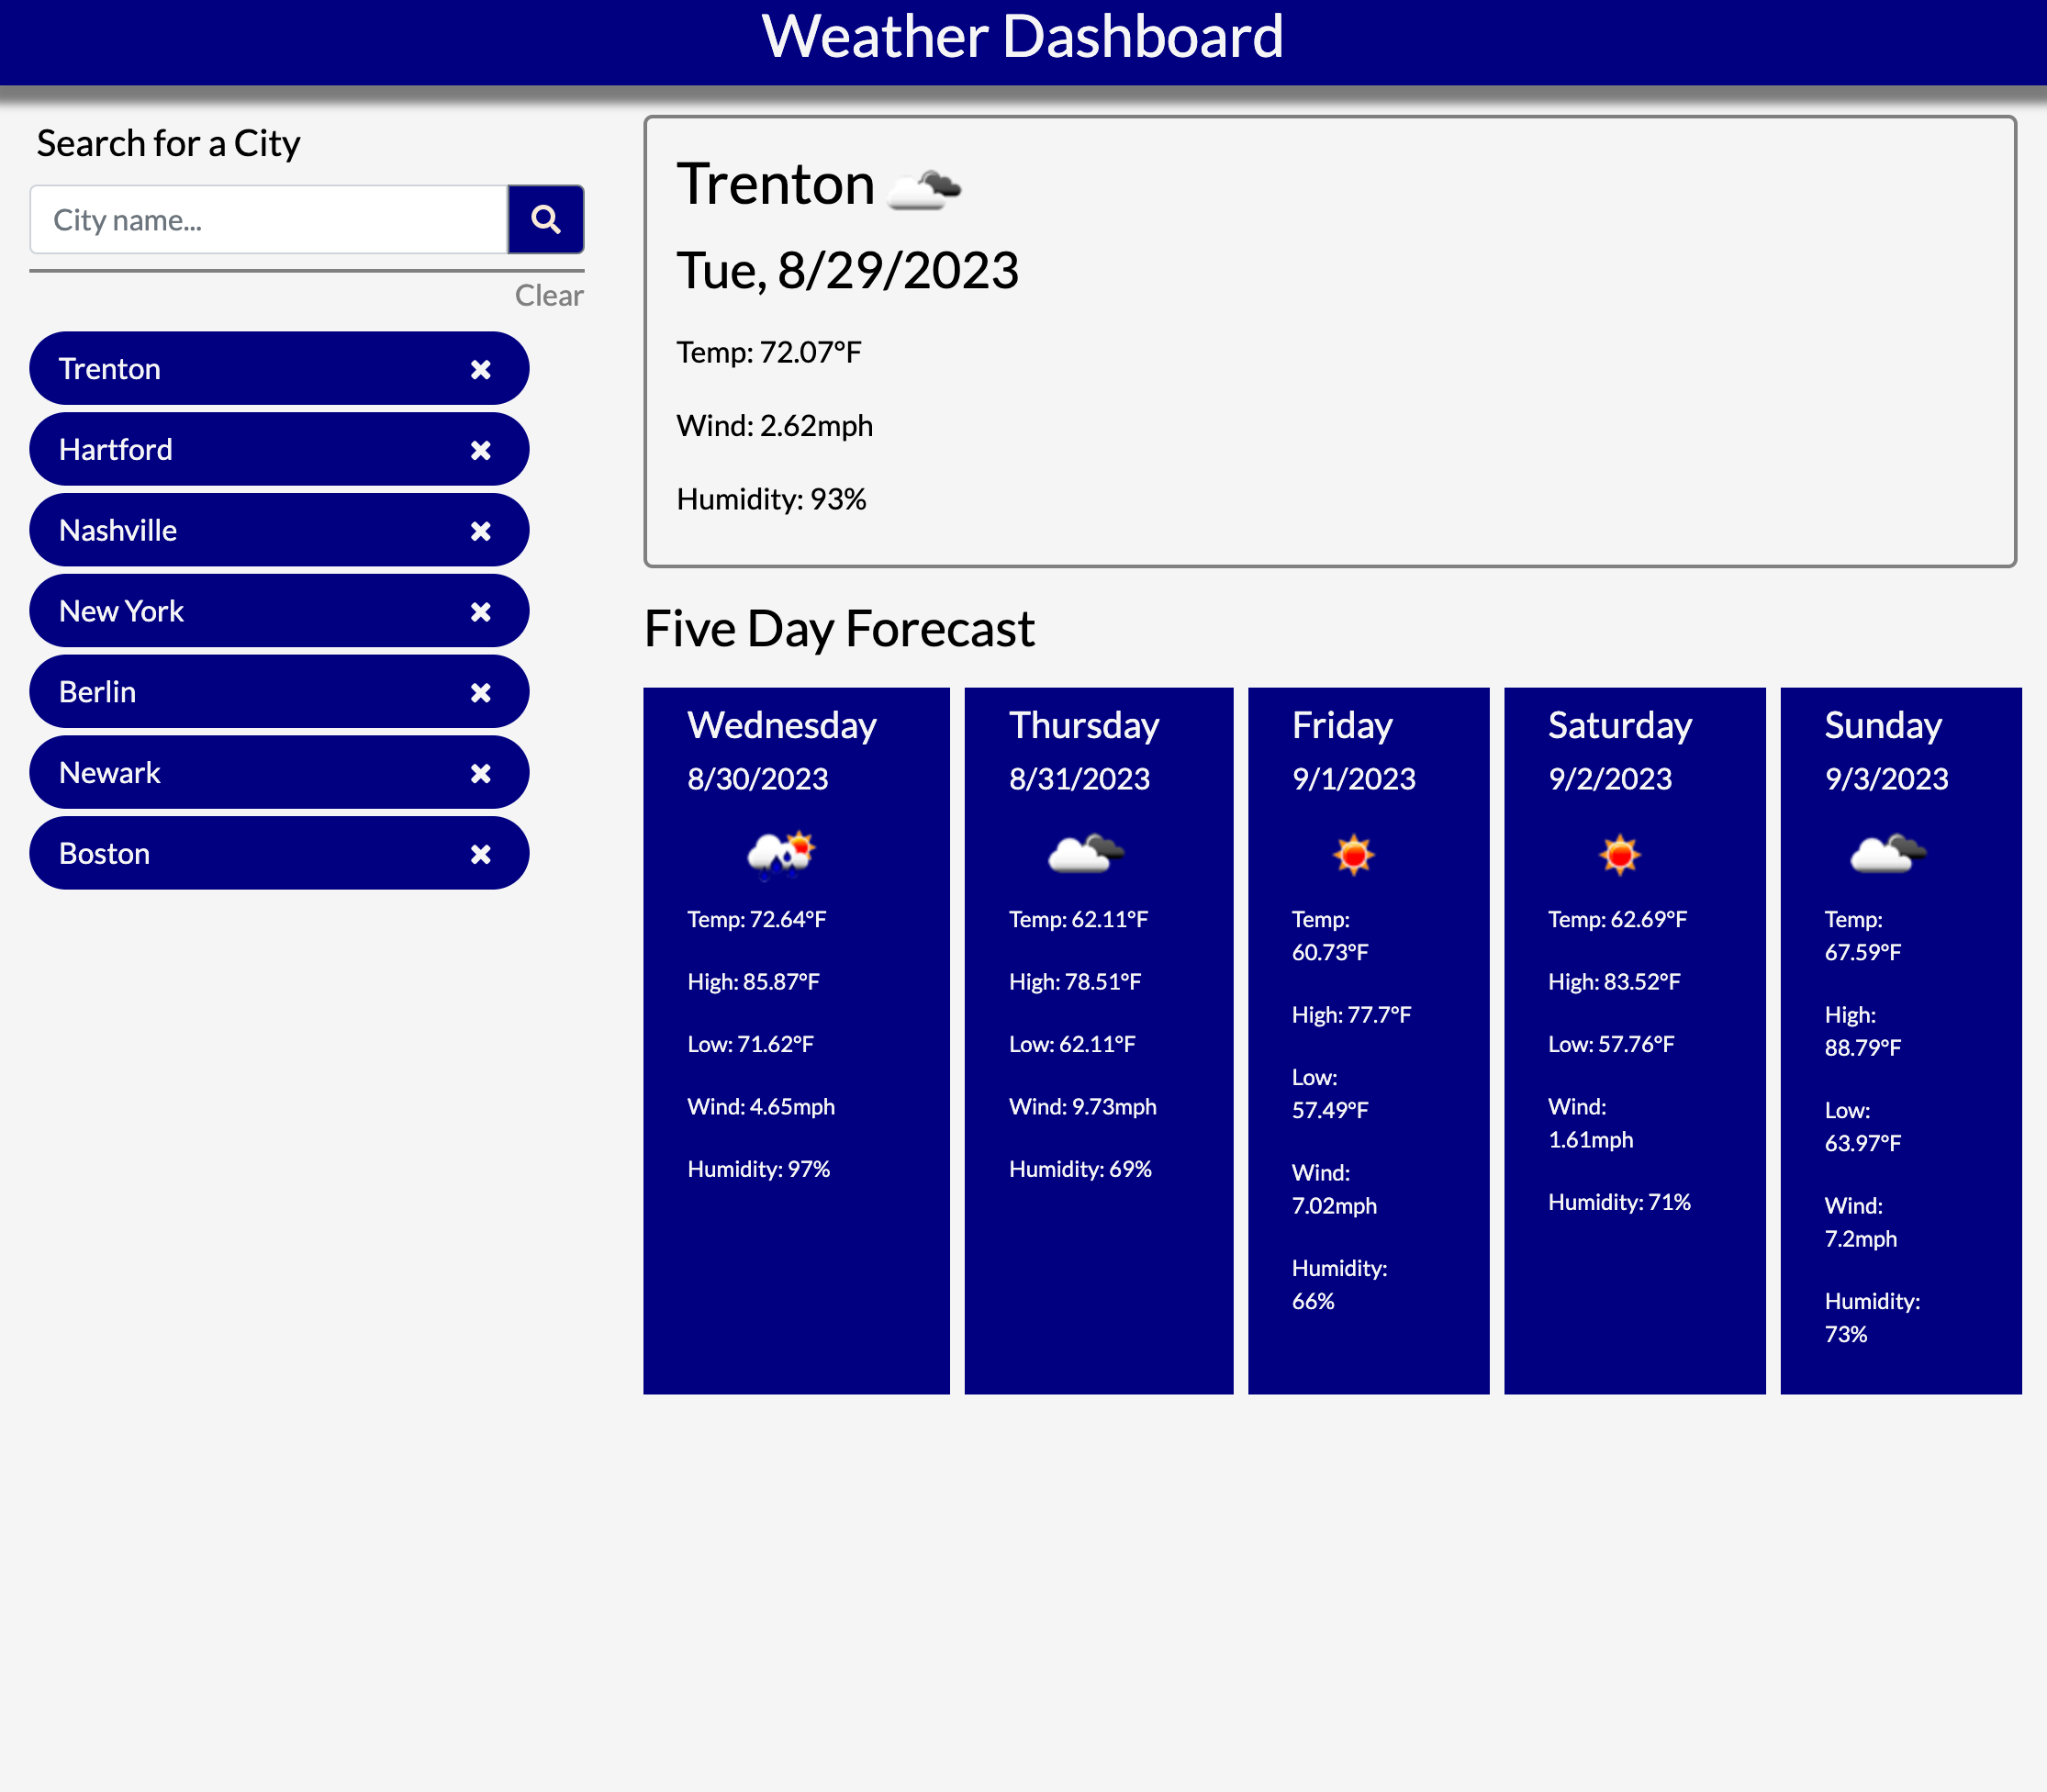 Weather Dashboard
Search for a City
City name...
Clear
Trenton
Hartford
Nashville
New York
Berlin
Newark
Boston
Trenton
Tue, 8/29/2023
Temp: 72.07°F
Wind: 2.62mph
Humidity: 93%
Five Day Forecast
Wednesday
8/30/2023
Temp: 72.64°F
High: 85.87°F
Low: 71.62°F
Wind: 4.65mph
Humidity: 97%
Thursday
8/31/2023
Temp: 62.11°F
High: 78.51°F
Low: 62.11°F
Wind: 9.73mph
Humidity: 69%
Friday
9/1/2023
Temp:
60.73°F
High: 77.7°F
Low:
57.49°F
Wind:
7.02mph
Humidity:
66%
Saturday
9/2/2023
Temp: 62.69°F
High: 83.52°F
Low: 57.76°F
Wind:
1.61mph
Humidity: 71%
Sunday
9/3/2023
Temp:
67.59°F
High:
88.79°F
Low:
63.97°F
Wind:
7.2mph
Humidity:
73%